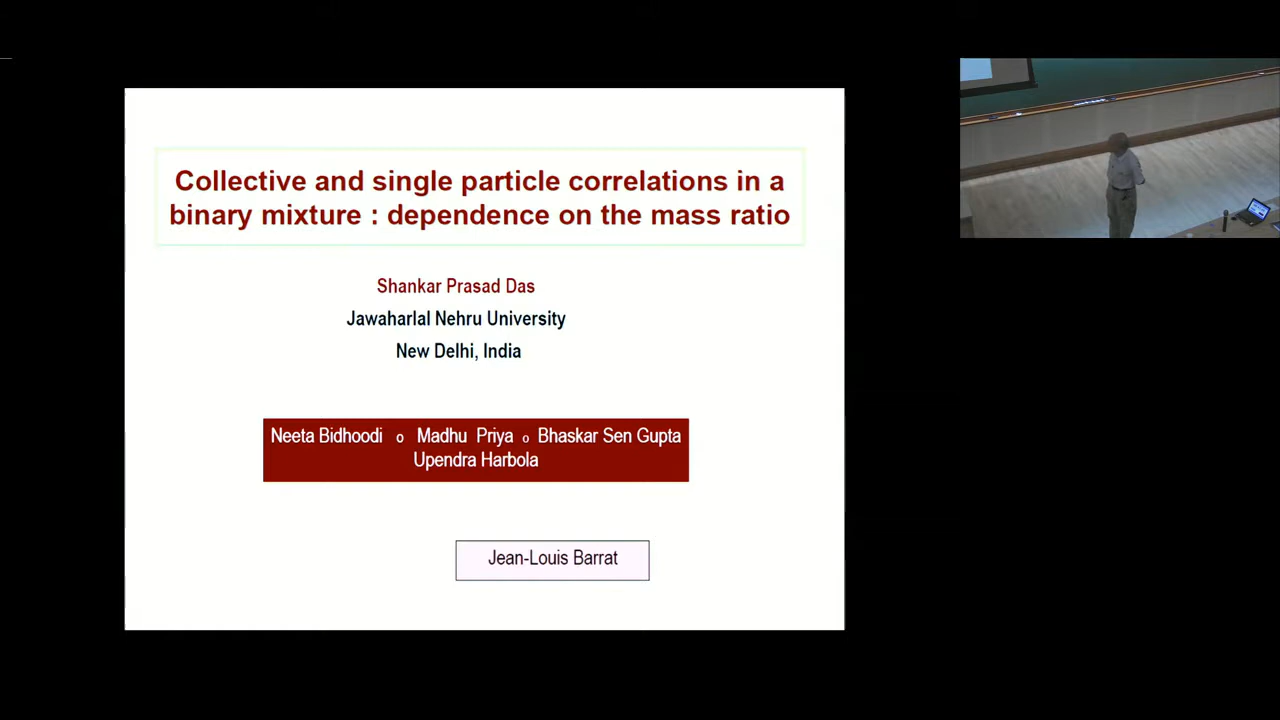 Collective and single particle correlations in a
binary mixture : dependence on the mass ratio
Shankar Prasad Das
Jawaharlal Nehru University
New Delhi, India
Neeta Bidhoodi o Madhu Priya o Bhaskar Sen Gupta
Upendra Harbola
Jean-Louis Barrat